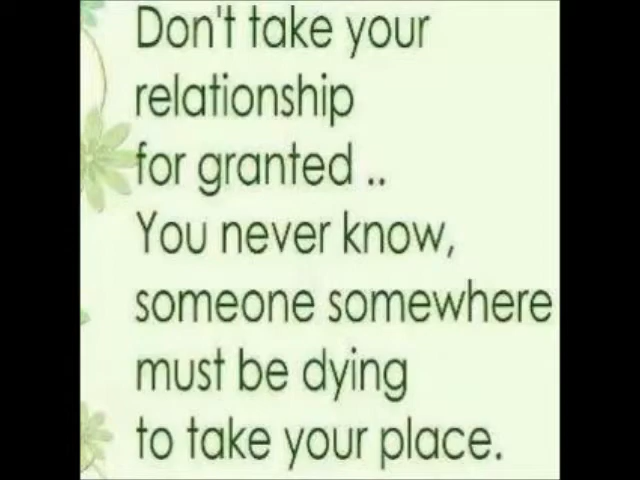 Don't take your
relationship
for granted ..
You never know,
someone somewhere
must be dying
to take your place.